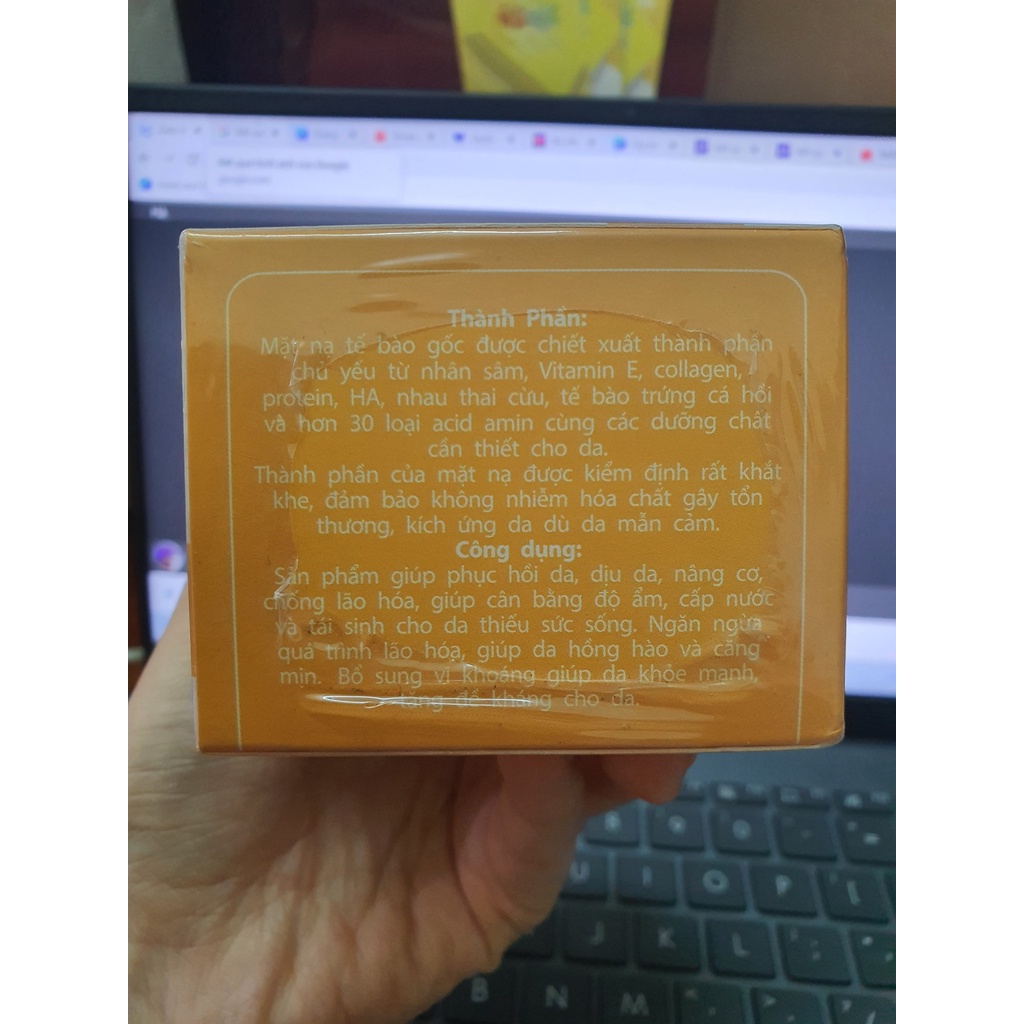 Thành Phần:
Mặt nạ tế bào gốc được chiết xuất thành phần
chủ yếu từ nhân sâm, Vitamin E, collagen,
protein, HA, nhau thai cừu, tế bào trứng cá hồi
và hơn 30 loại acid amin cùng các dưỡng chất
cần thiết cho da.
Thành phần của mặt nạ được kiểm định rất khắt
khe, đảm bảo không nhiễm hóa chất gây tổn
thương, kích ứng da dù da mẫn cảm.
Công dụng:
Sản phẩm giúp phục hồi da, dịu da, nâng cơ,
chống lão hóa, giúp cân bằng độ ẩm, cấp nước
và tái sinh cho da thiếu sức sống. Ngăn ngừa
quá trình lão hóa, giúp da hồng hào và căng
mịn. Bổ sung vi khoáng giúp da khỏe mạnh,
tăng đề kháng cho da.
U I O P
J K L
B N M